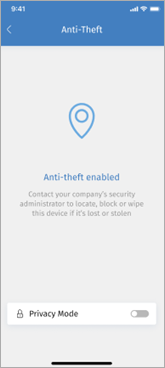 9:41
Anti-Theft
Anti-theft enabled
Contact your company's security
administrator to locate, block or wipe
this device if it's lost or stolen
Privacy Mode